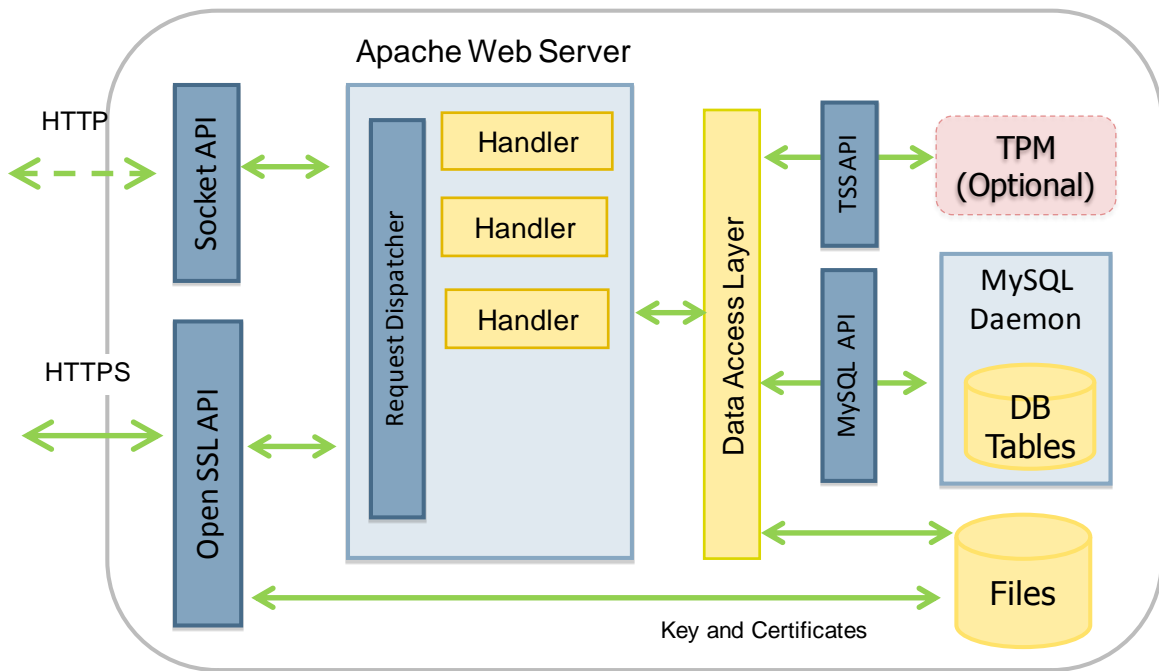 Apache Web Server
HTTP
Socket API
HTTPS
Open SSL API
Request Dispatcher
Handler
Handler
Handler
Data Access Layer
TSS API
TPM
(Optional)
MySQL API
MySQL
Daemon
DB
Tables
Files
Key and Certificates